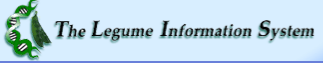 The Legume Information System